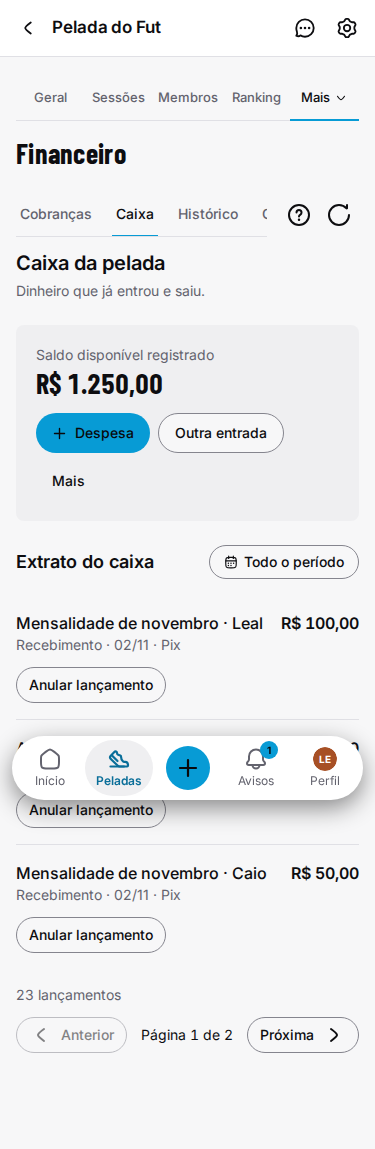 Pelada do Fut
Geral Sessões Membros Ranking Mais
Financeiro
Cobranças Caixa Histórico
Caixa da pelada
Dinheiro que já entrou e saiu.
Saldo disponível registrado
R$ 1.250,00
Despesa Outra entrada
Mais
Extrato do caixa Todo o período
Mensalidade de novembro · Leal R$ 100,00
Recebimento · 02/11 · Pix
Anular lançamento
1
LE
Início Peladas Avisos Perfil
Anular lançamento
Mensalidade de novembro · Caio R$ 50,00
Recebimento · 02/11 · Pix
Anular lançamento
23 lançamentos
Anterior Página 1 de 2 Próxima